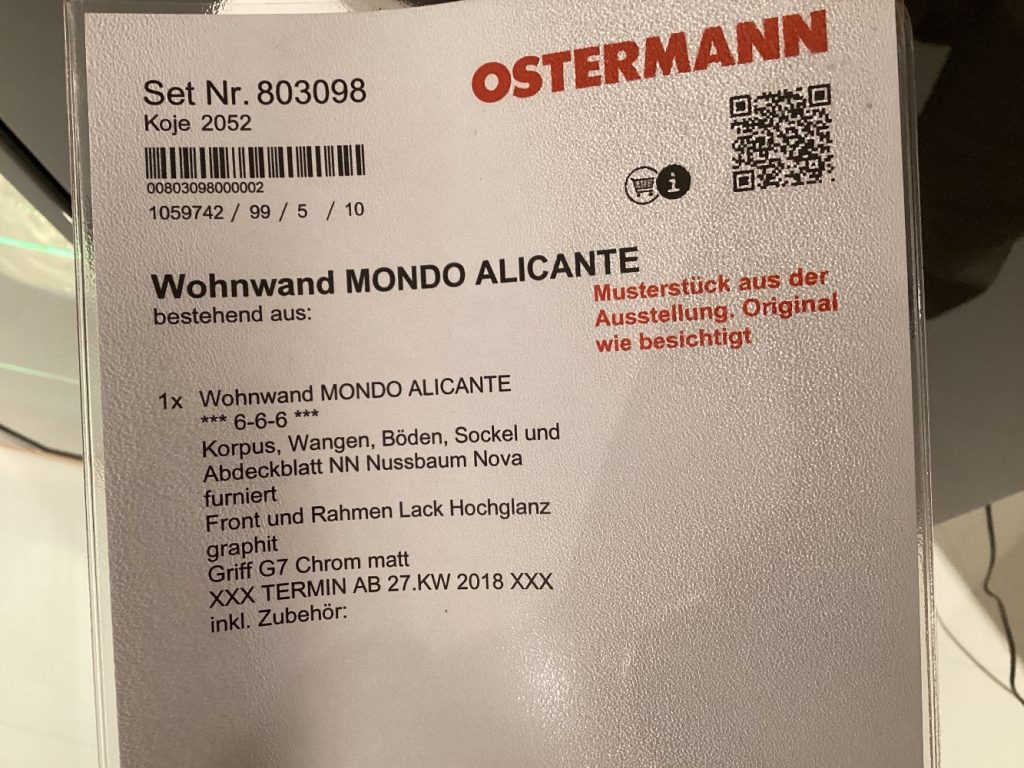 OSTERMANN
Set Nr. 803098
Koje 2052
00803098000002
1059742 / 99 / 5 / 10
Wohnwand MONDO ALICANTE
bestehend aus:
Musterstück aus der
Ausstellung. Original
wie besichtigt
1x Wohnwand MONDO ALICANTE
*** 6-6-6 ***
Korpus, Wangen, Böden, Sockel und
Abdeckblatt NN Nussbaum Nova
furniert
Front und Rahmen Lack Hochglanz
graphit
Griff G7 Chrom matt
XXX TERMIN AB 27.KW 2018 XXX
inkl. Zubehör: